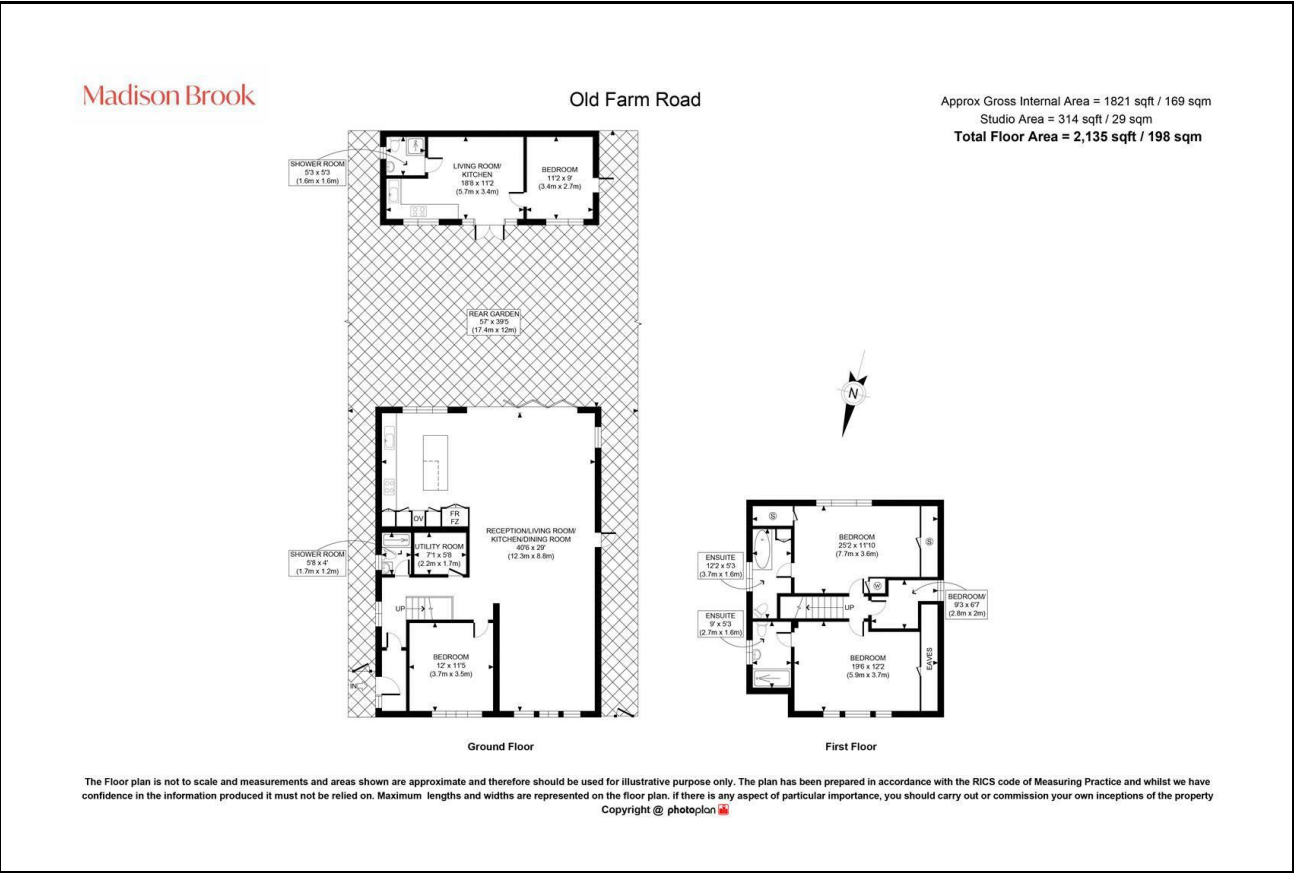 Madison Brook
Old Farm Road
Approx Gross Internal Area = 1821 sqft / 169 sqm
Studio Area = 314 sqft / 29 sqm
Total Floor Area = 2,135 sqft / 198 sqm
SHOWER ROOM
5'3 x 5'3
(1.6m x 1.6m)
LIVING ROOM/
KITCHEN
18'8 x 11'2
(5.7m x 3.4m)
BEDROOM
11'2 x 9'
(3.4m x 2.7m)
REAR GARDEN
57' x 39'5
(17.4m x 12m)
N
OV
FR
FZ
RECEPTION/LIVING ROOM/
KITCHEN/DINING ROOM
40'6 x 29'
(12.3m x 8.8m)
SHOWER ROOM
5'8 x 4'
(1.7m x 1.2m)
UTILITY ROOM
7'1 x 5'8
(2.2m x 1.7m)
UP
BEDROOM
12' x 11'5
(3.7m x 3.5m)
IN
Ground Floor
S
BEDROOM
25'2 x 11'10
(7.7m x 3.6m)
S
ENSUITE
12'2 x 5'3
(3.7m x 1.6m)
W
BEDROOM/
9'3 x 6'7
(2.8m x 2m)
UP
ENSUITE
9' x 5'3
(2.7m x 1.6m)
BEDROOM
19'6 x 12'2
(5.9m x 3.7m)
EAVES
First Floor
The Floor plan is not to scale and measurements and areas shown are approximate and therefore should be used for illustrative purpose only. The plan has been prepared in accordance with the RICS code of Measuring Practice and whilst we have
confidence in the information produced it must not be relied on. Maximum lengths and widths are represented on the floor plan. if there is any aspect of particular importance, you should carry out or commission your own inceptions of the property
Copyright @ photoplan